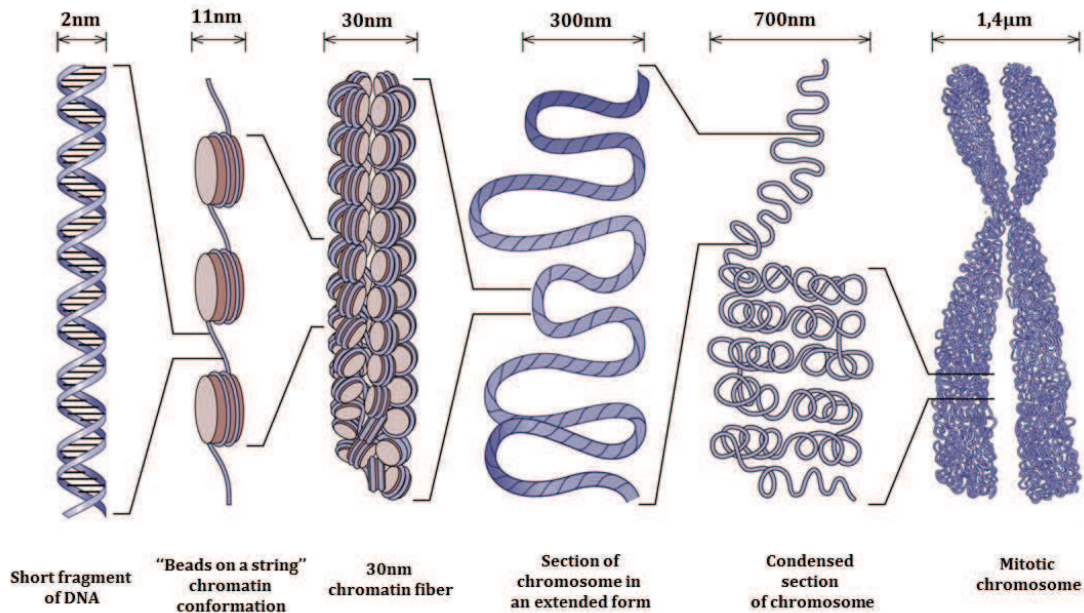 2nm
11nm
30nm
300nm
700nm
1,4µm
Short fragment
of DNA
“Beads on a string”
chromatin
conformation
30nm
chromatin fiber
Section of
chromosome in
an extended form
Condensed
section
of chromosome
Mitotic
chromosome